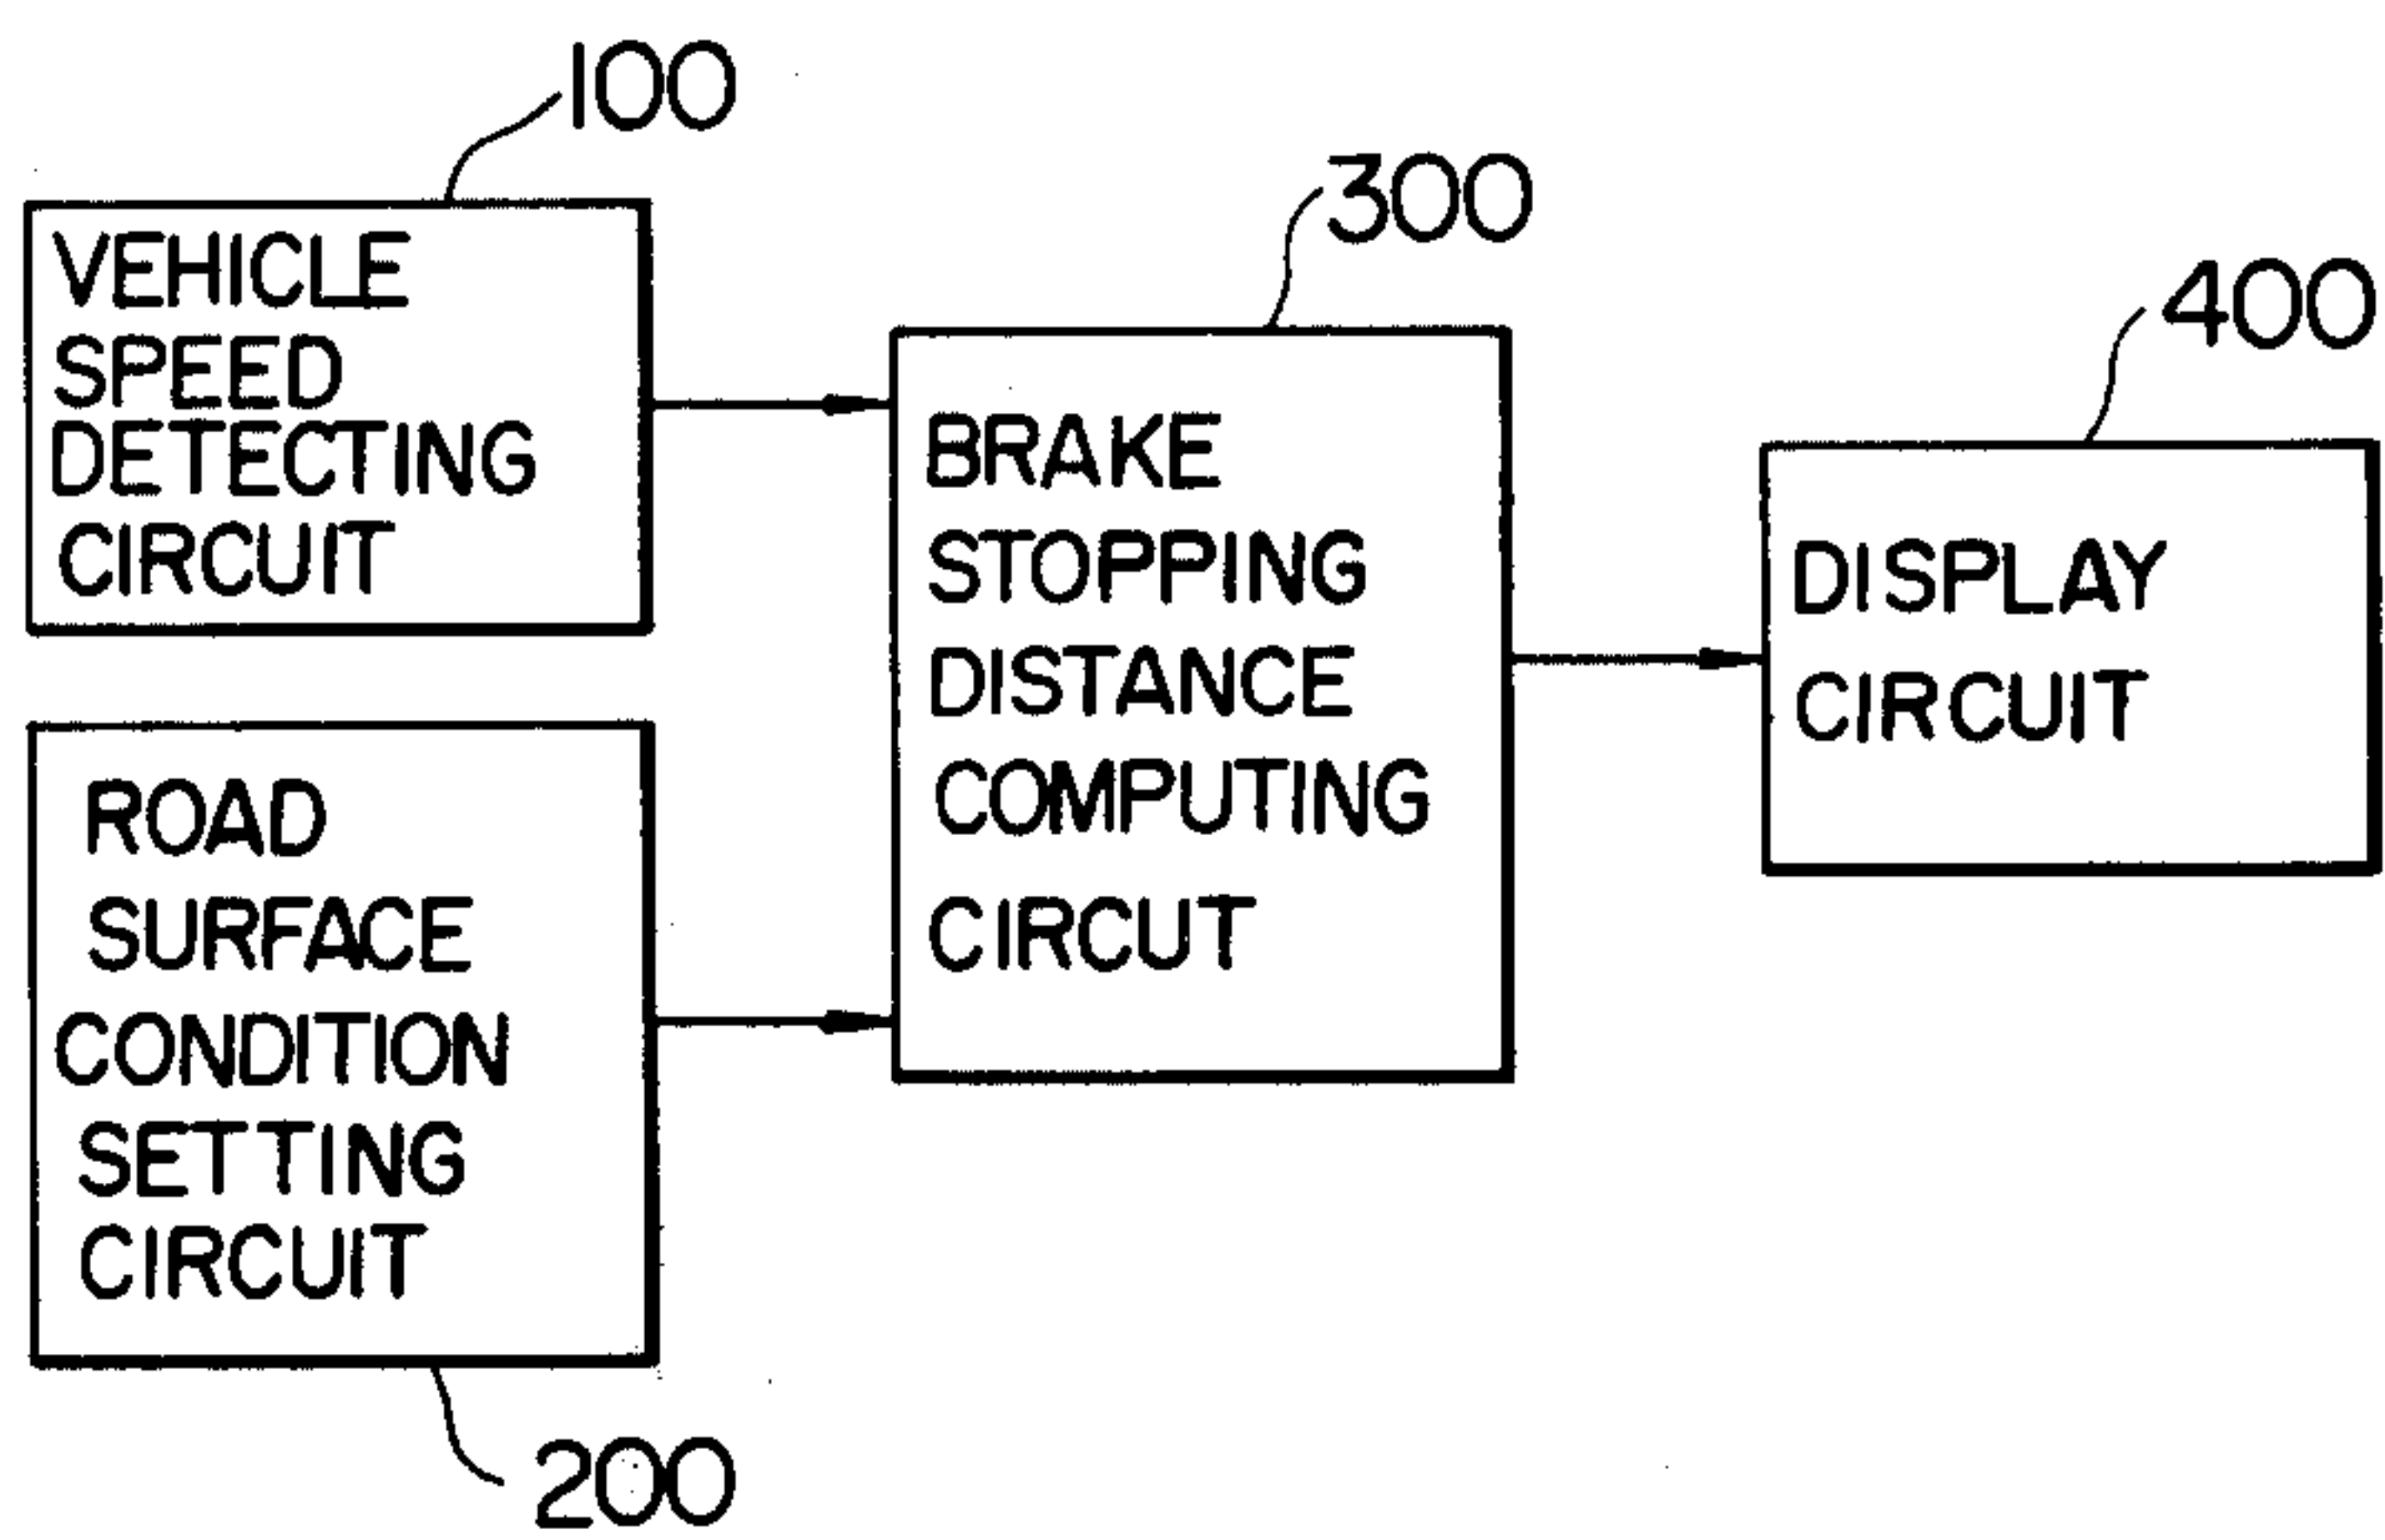 100
VEHICLE
SPEED
DETECTING
CIRCUIT
300
BRAKE
STOPPING
DISTANCE
COMPUTING
CIRCUT
400
DISPLAY
CIRCUIT
ROAD
SURFACE
CONDITION
SETTING
CIRCUIT
200